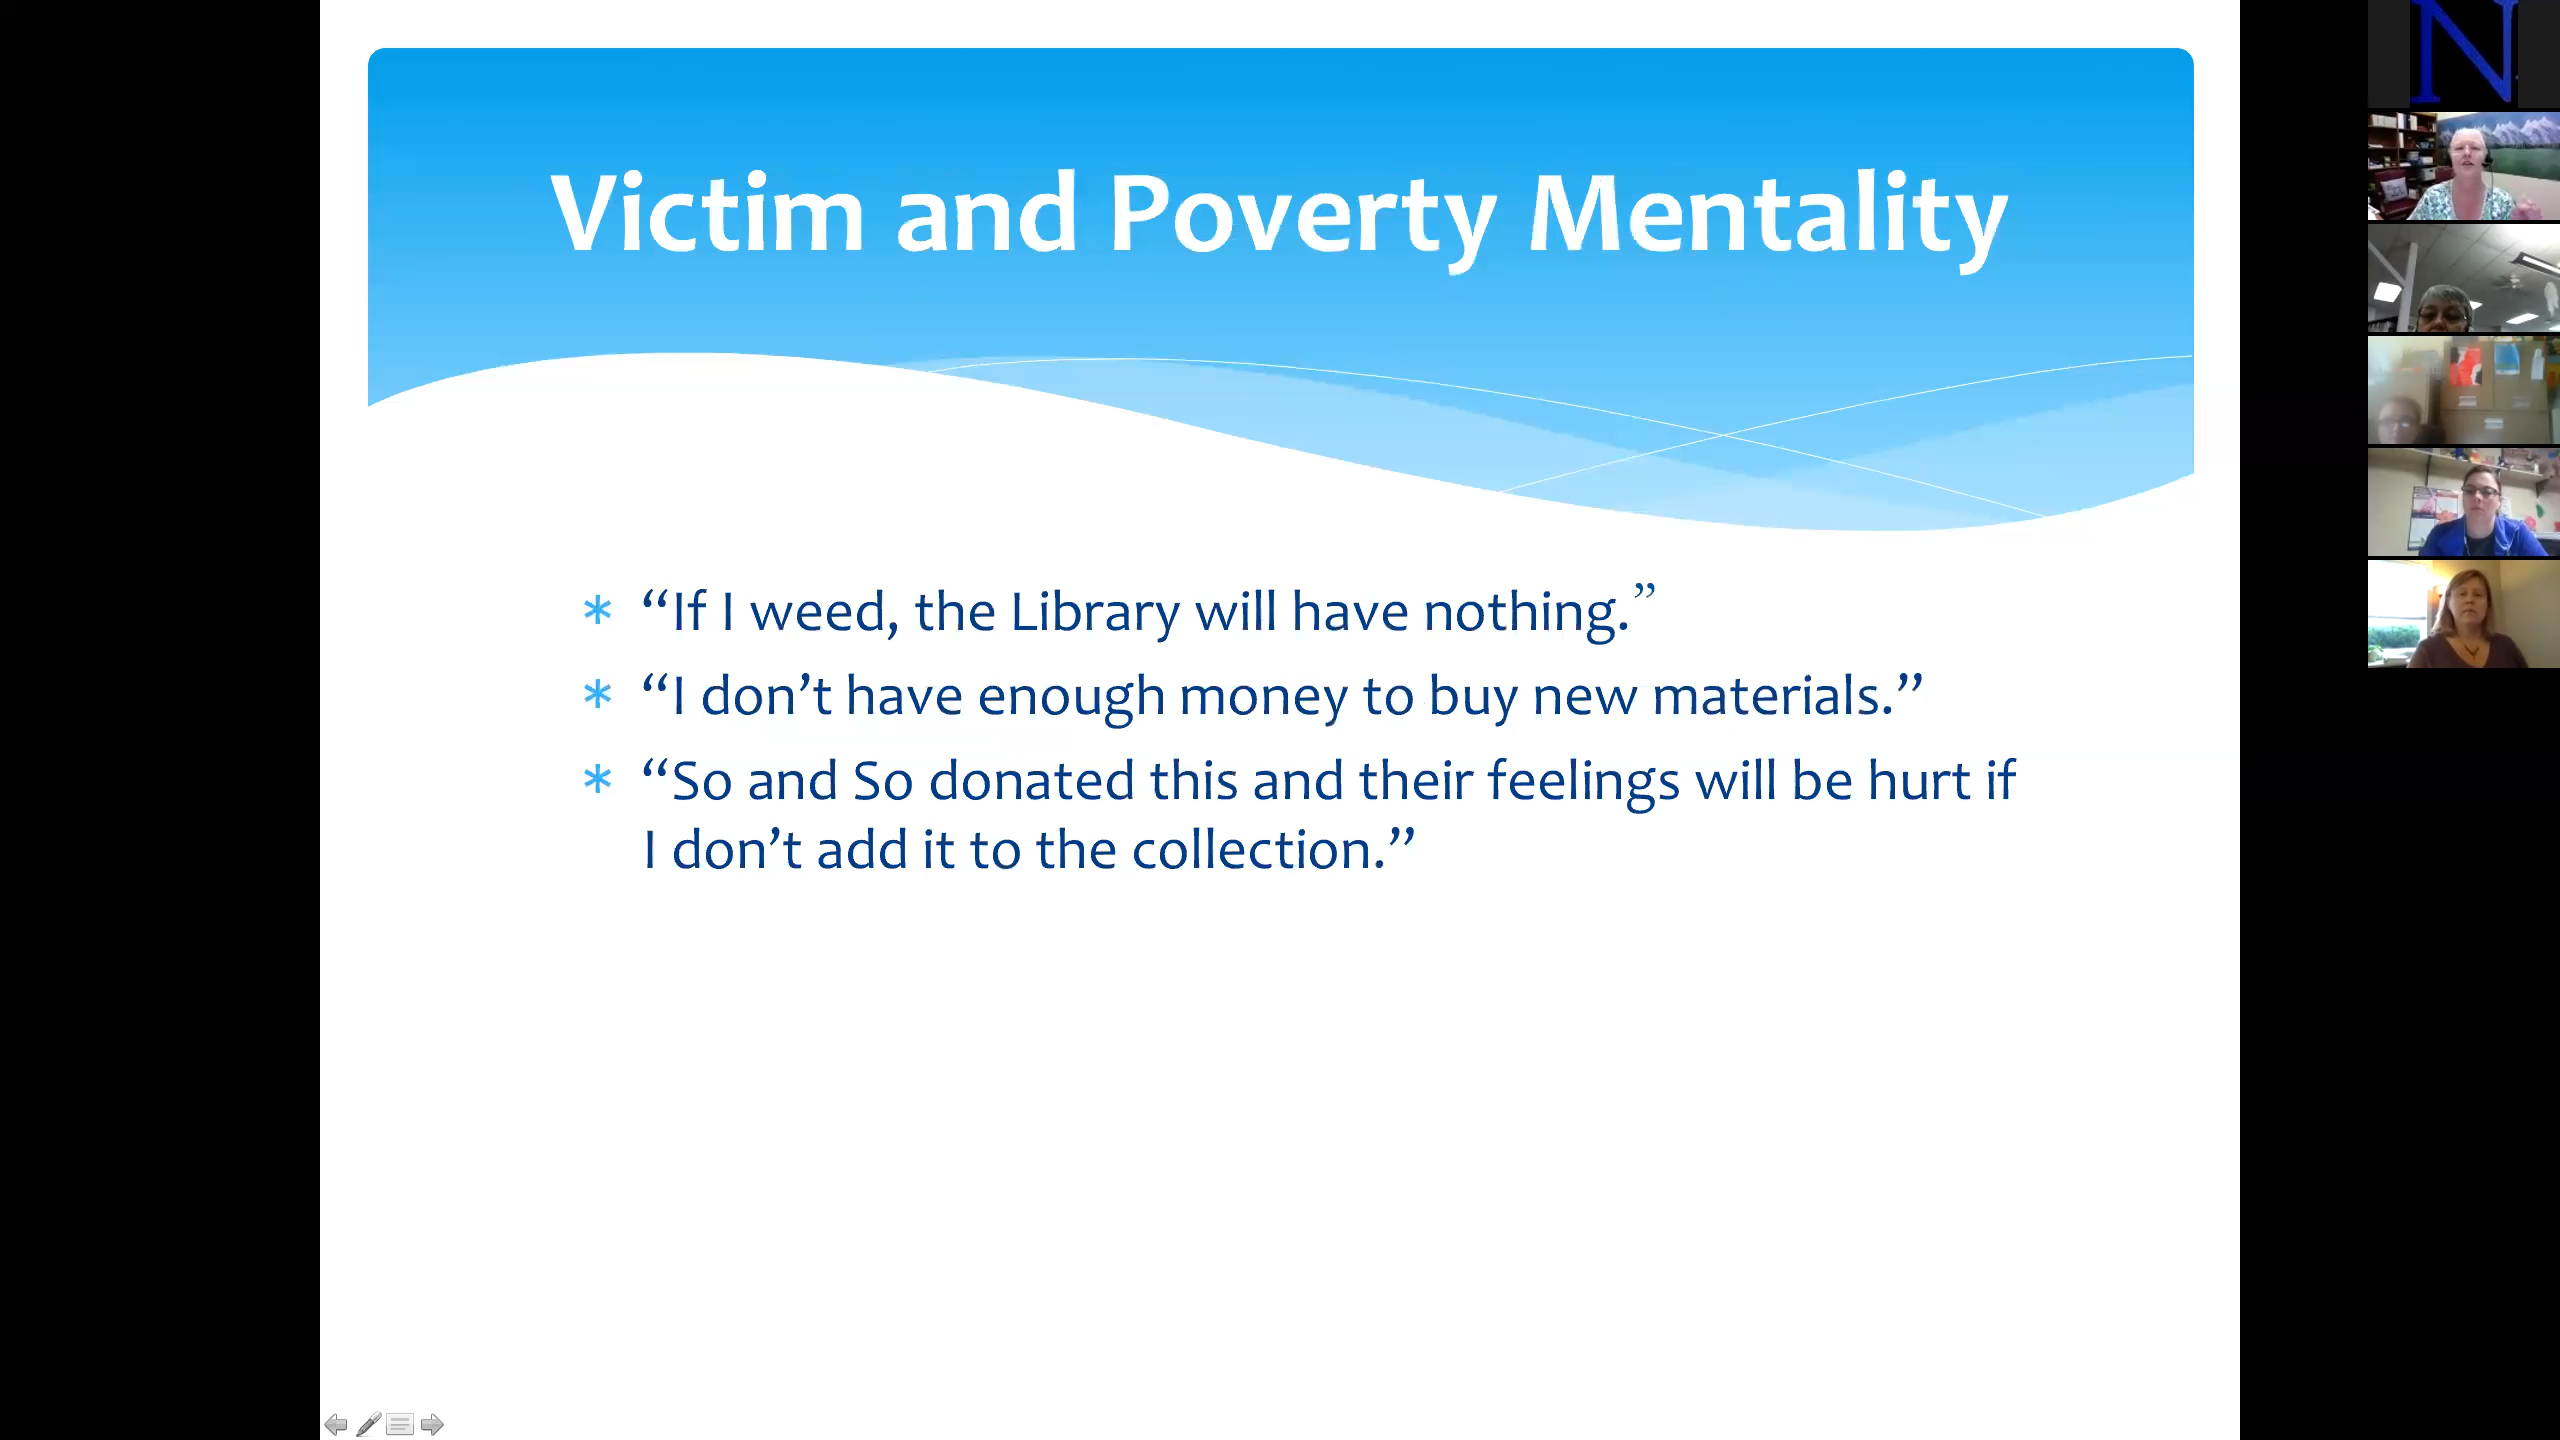 Victim and Poverty Mentality
* “If I weed, the Library will have nothing.”
* “I don’t have enough money to buy new materials.”
* “So and So donated this and their feelings will be hurt if
I don’t add it to the collection.”
N